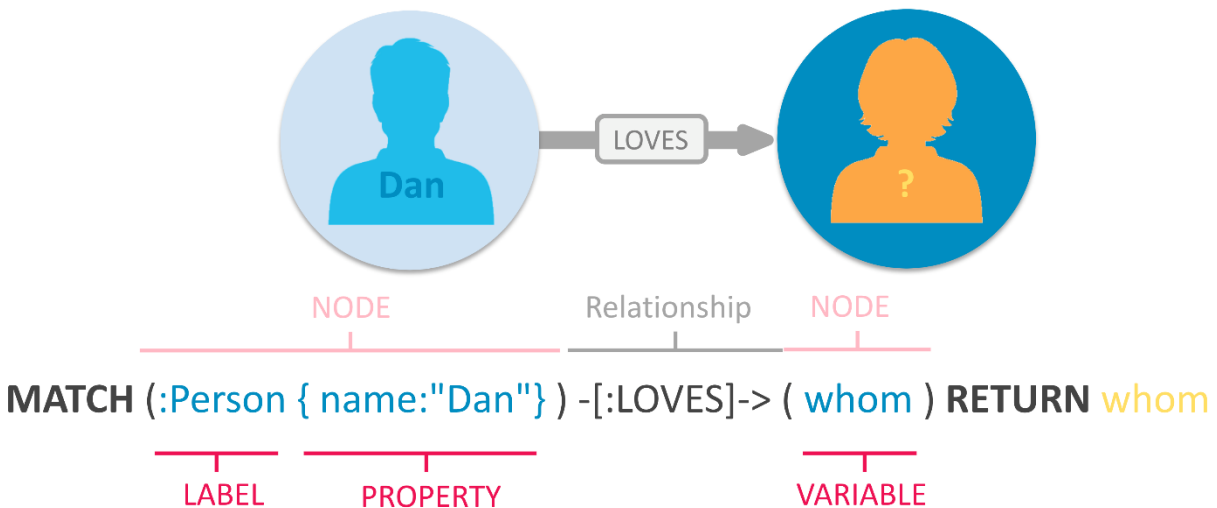 Dan
LOVES
?
NODE
Relationship
NODE
MATCH (:Person { name:"Dan"} ) -[:LOVES]-> ( whom ) RETURN whom
LABEL
PROPERTY
VARIABLE